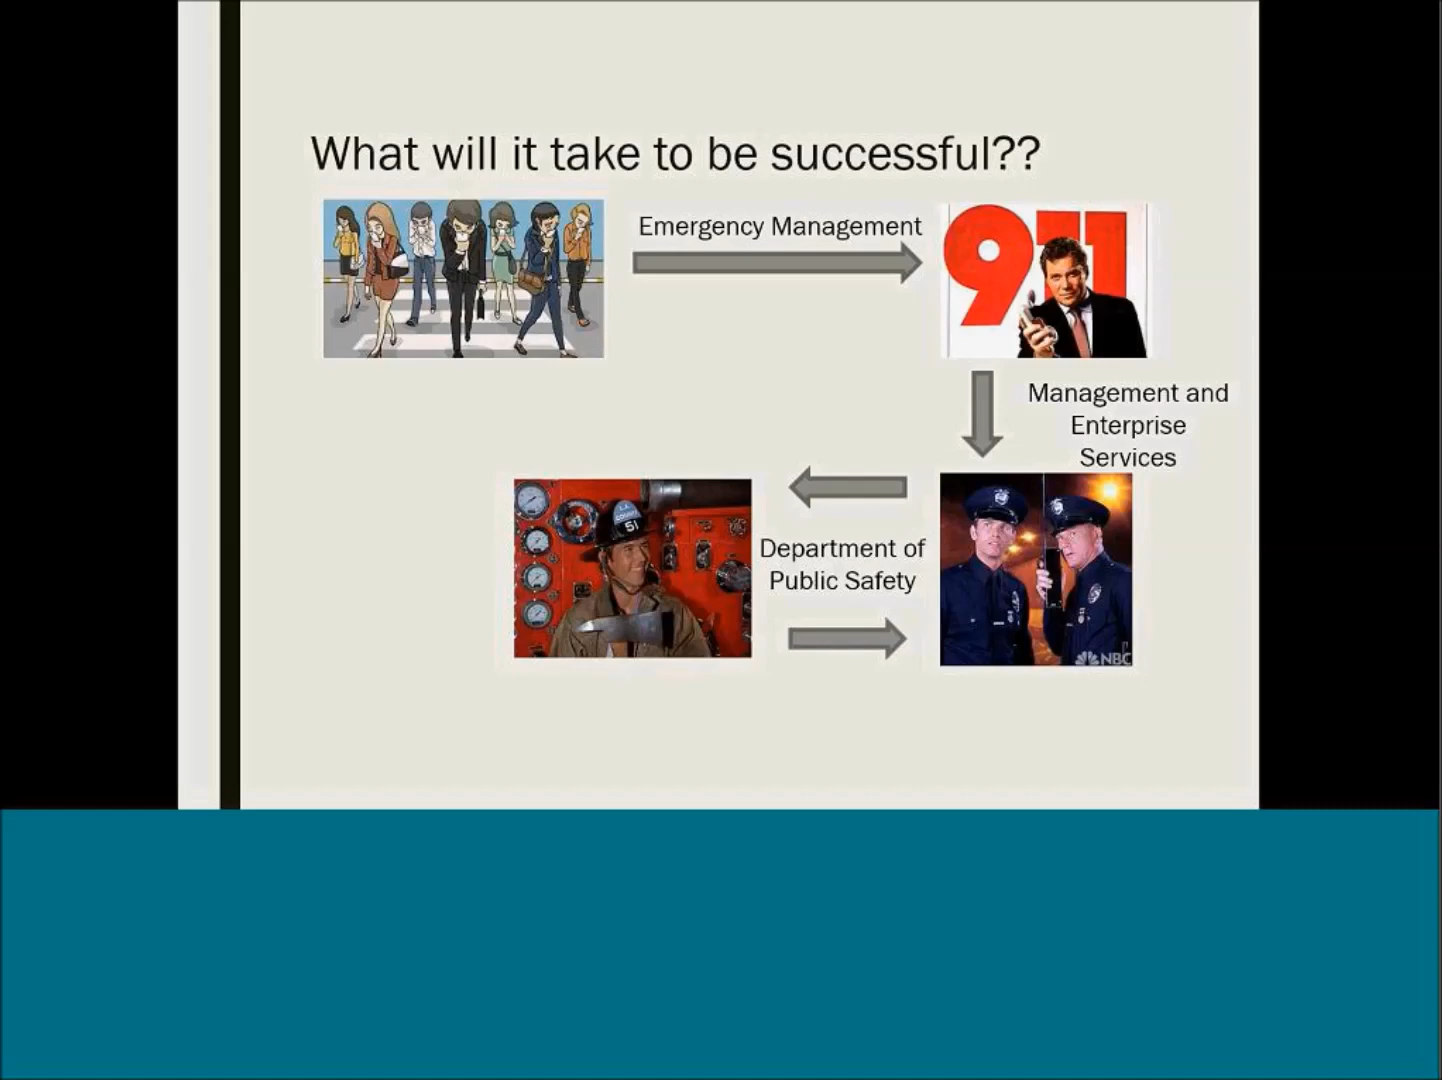 What will it take to be successful??
Emergency Management
911
Management and
Enterprise
Services
Department of
Public Safety
51
NBC